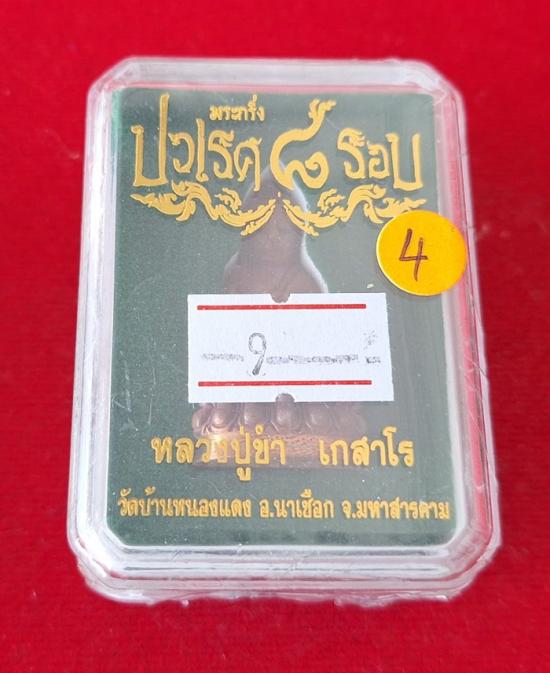 พระกริ่ง
ปวเรศ ๘ รอบ
4
9
หลวงปู่ขำ เกสาโร
วัดบ้านหนองแดง อ.นาเชือก จ.มหาสารคาม